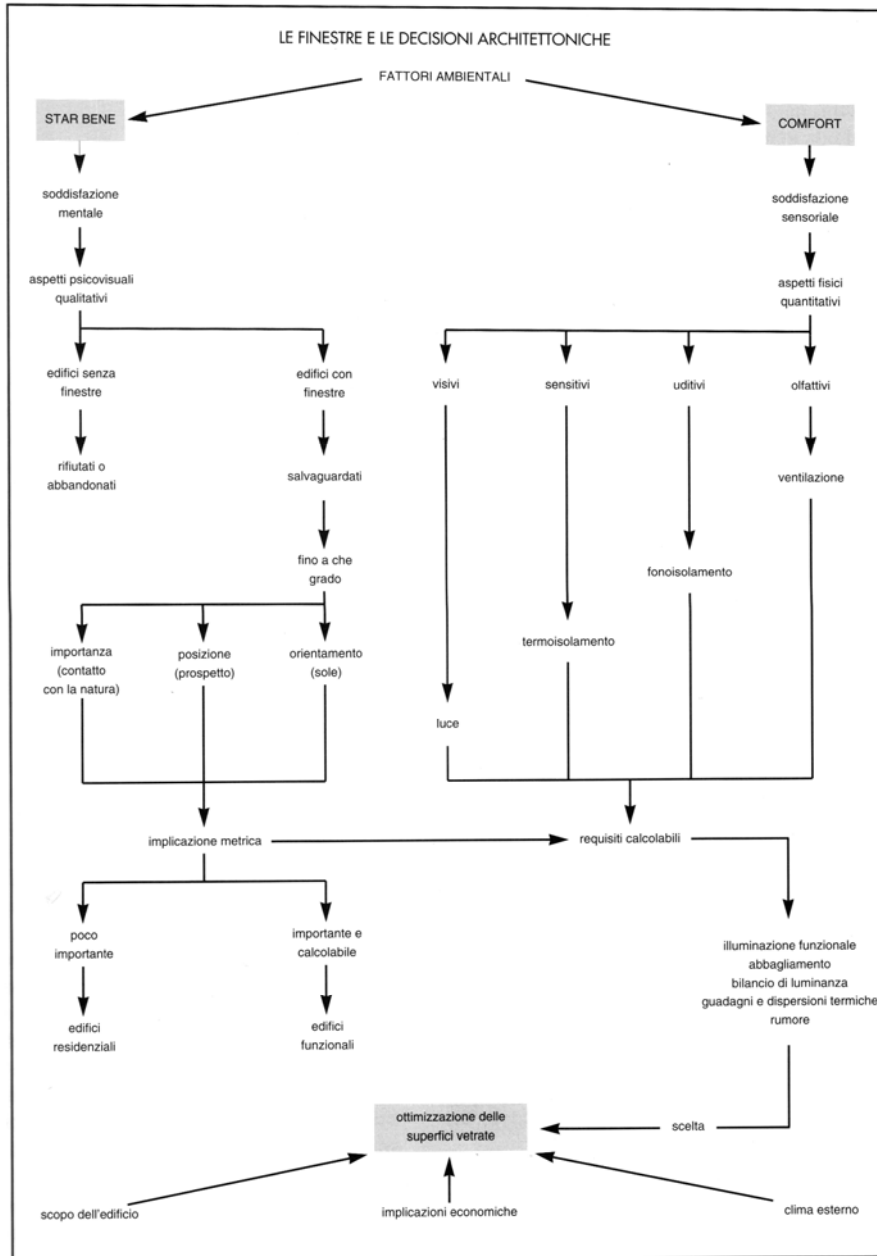 LE FINESTRE E LE DECISIONI ARCHITETTONICHE
FATTORI AMBIENTALI
STAR BENE
COMFORT
soddisfazione
mentale
soddisfazione
sensoriale
aspetti psicovisuali
qualitativi
aspetti fisici
quantitativi
edifici senza
finestre
edifici con
finestre
visivi
sensitivi
uditivi
olfattivi
rifiutati o
abbandonati
salvaguardati
ventilazione
fino a che
grado
fonoisolamento
importanza
(contatto
con la natura)
posizione
(prospetto)
orientamento
(sole)
termoisolamento
luce
implicazione metrica
requisiti calcolabili
poco
importante
importante e
calcolabile
illuminazione funzionale
abbagliamento
bilancio di luminanza
guadagni e dispersioni termiche
rumore
edifici
residenziali
edifici
funzionali
ottimizzazione delle
superfici vetrate
scelta
scopo dell'edificio
implicazioni economiche
clima esterno